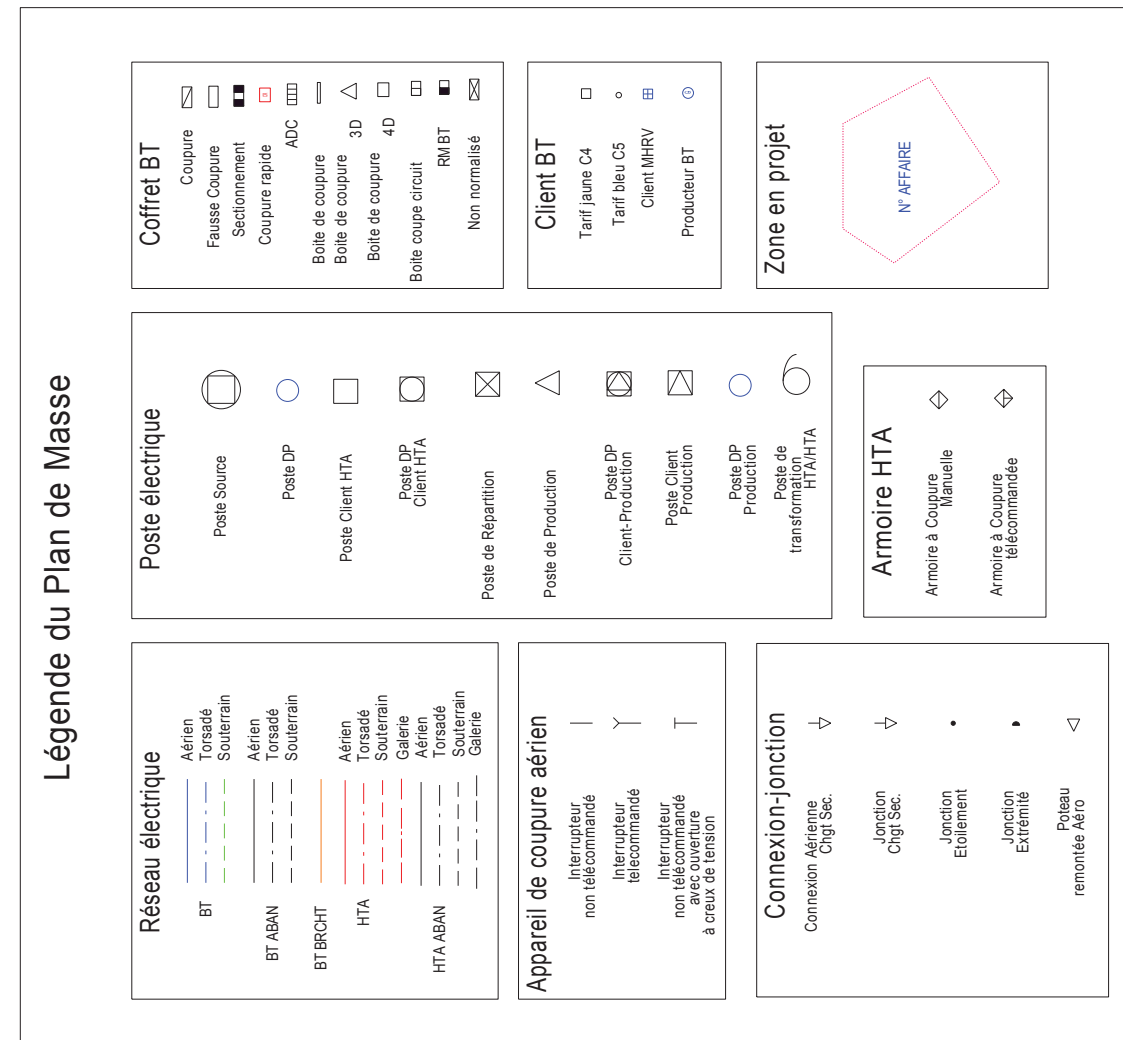 Légende du Plan de Masse
Réseau électrique
Aérien
BT
Torsadé
Souterrain
Aérien
BT ABAN
Torsadé
Souterrain
BT BRCHT
Aérien
HTA
Torsadé
Souterrain
Galerie
Aérien
HTA ABAN
Torsadé
Souterrain
Galerie
Appareil de coupure aérien
Interrupteur
non télécommandé
Interrupteur
telecommandé
Interrupteur
non télécommandé
avec ouverture
à creux de tension
Connexion-jonction
Connexion Aérienne
Chgt Sec.
Jonction
Chgt Sec.
Jonction
Etoilement
Jonction
Extrémité
Poteau
remontée Aéro
Poste électrique
Poste Source
Poste DP
Poste Client HTA
Poste DP
Client HTA
Poste de Répartition
Poste de Production
Poste DP
Client-Production
Poste Client
Production
Poste DP
Production
Poste de
transformation
HTA/HTA
Armoire HTA
Armoire à Coupure
Manuelle
Armoire à Coupure
télécommandée
Coffret BT
Coupure
Fausse Coupure
Sectionnement
Coupure rapide
ADC
Boite de coupure
Boite de coupure
3D
Boite de coupure
4D
Boite coupe circuit
RM BT
Non normalisé
Client BT
Tarif jaune C4
Tarif bleu C5
Client MHRV
Producteur BT
Zone en projet
N° AFFAIRE